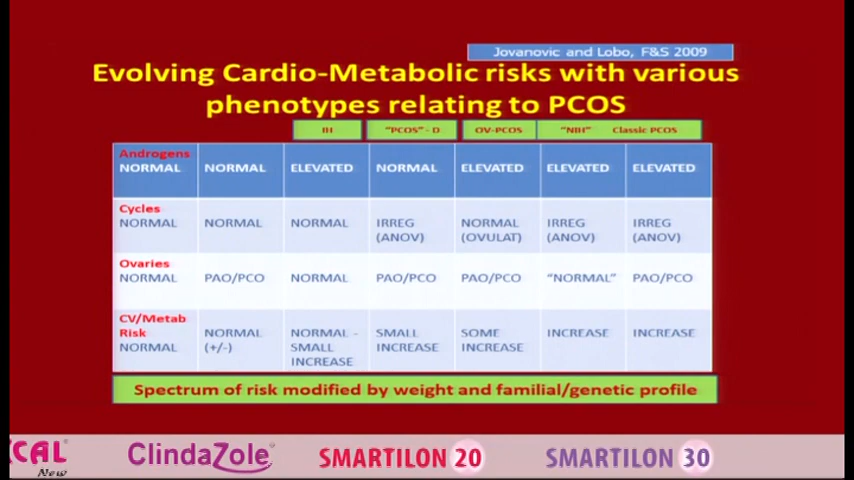 Jovanovic and Lobo, F&S 2009
Evolving Cardio-Metabolic risks with various
phenotypes relating to PCOS
IH "PCOS" - D OV-PCOS "NIH" Classic PCOS
Androgens
NORMAL NORMAL ELEVATED NORMAL ELEVATED ELEVATED ELEVATED
Cycles
NORMAL NORMAL NORMAL IRREG NORMAL IRREG IRREG
(ANOV) (OVULAT) (ANOV) (ANOV)
Ovaries
NORMAL PAO/PCO NORMAL PAO/PCO PAO/PCO "NORMAL" PAO/PCO
CV/Metab
Risk NORMAL NORMAL - SMALL SOME INCREASE INCREASE
NORMAL (+/-) SMALL INCREASE INCREASE
INCREASE
Spectrum of risk modified by weight and familial/genetic profile
CAL New ClindaZole SMARTILON 20 SMARTILON 30